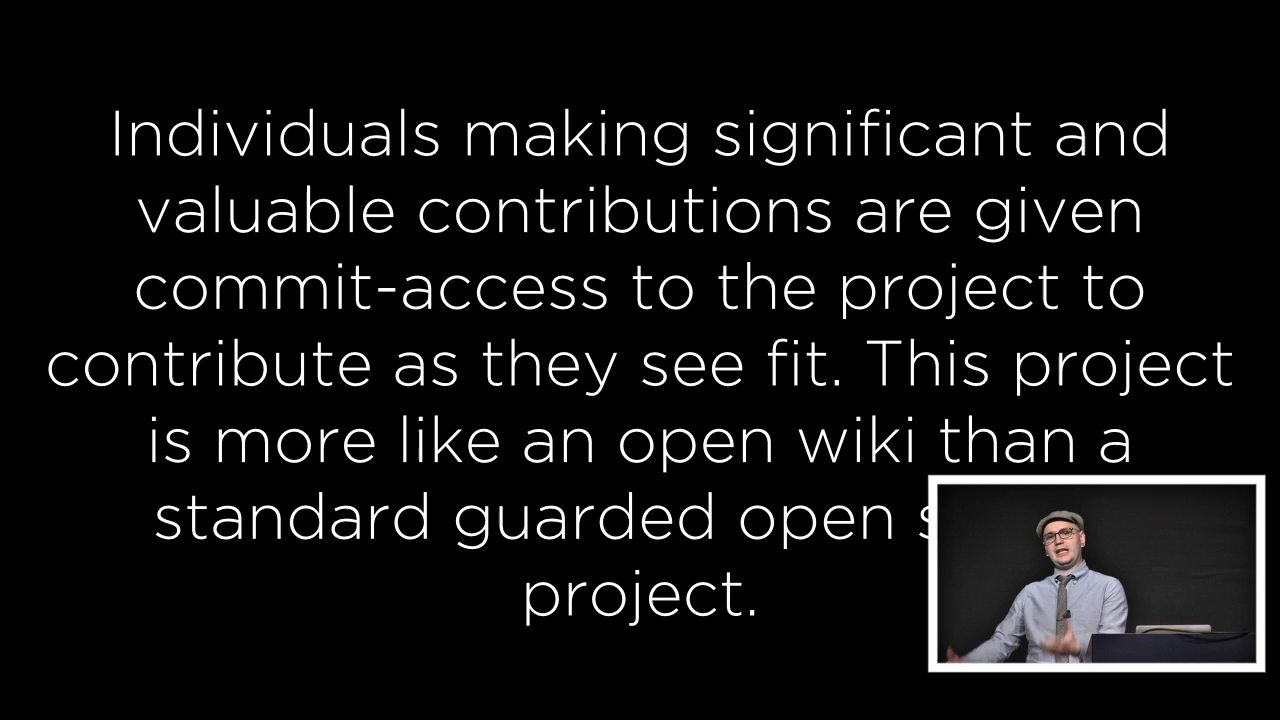 Individuals making significant and
valuable contributions are given
commit-access to the project to
contribute as they see fit. This project
is more like an open wiki than a
standard guarded open
project.